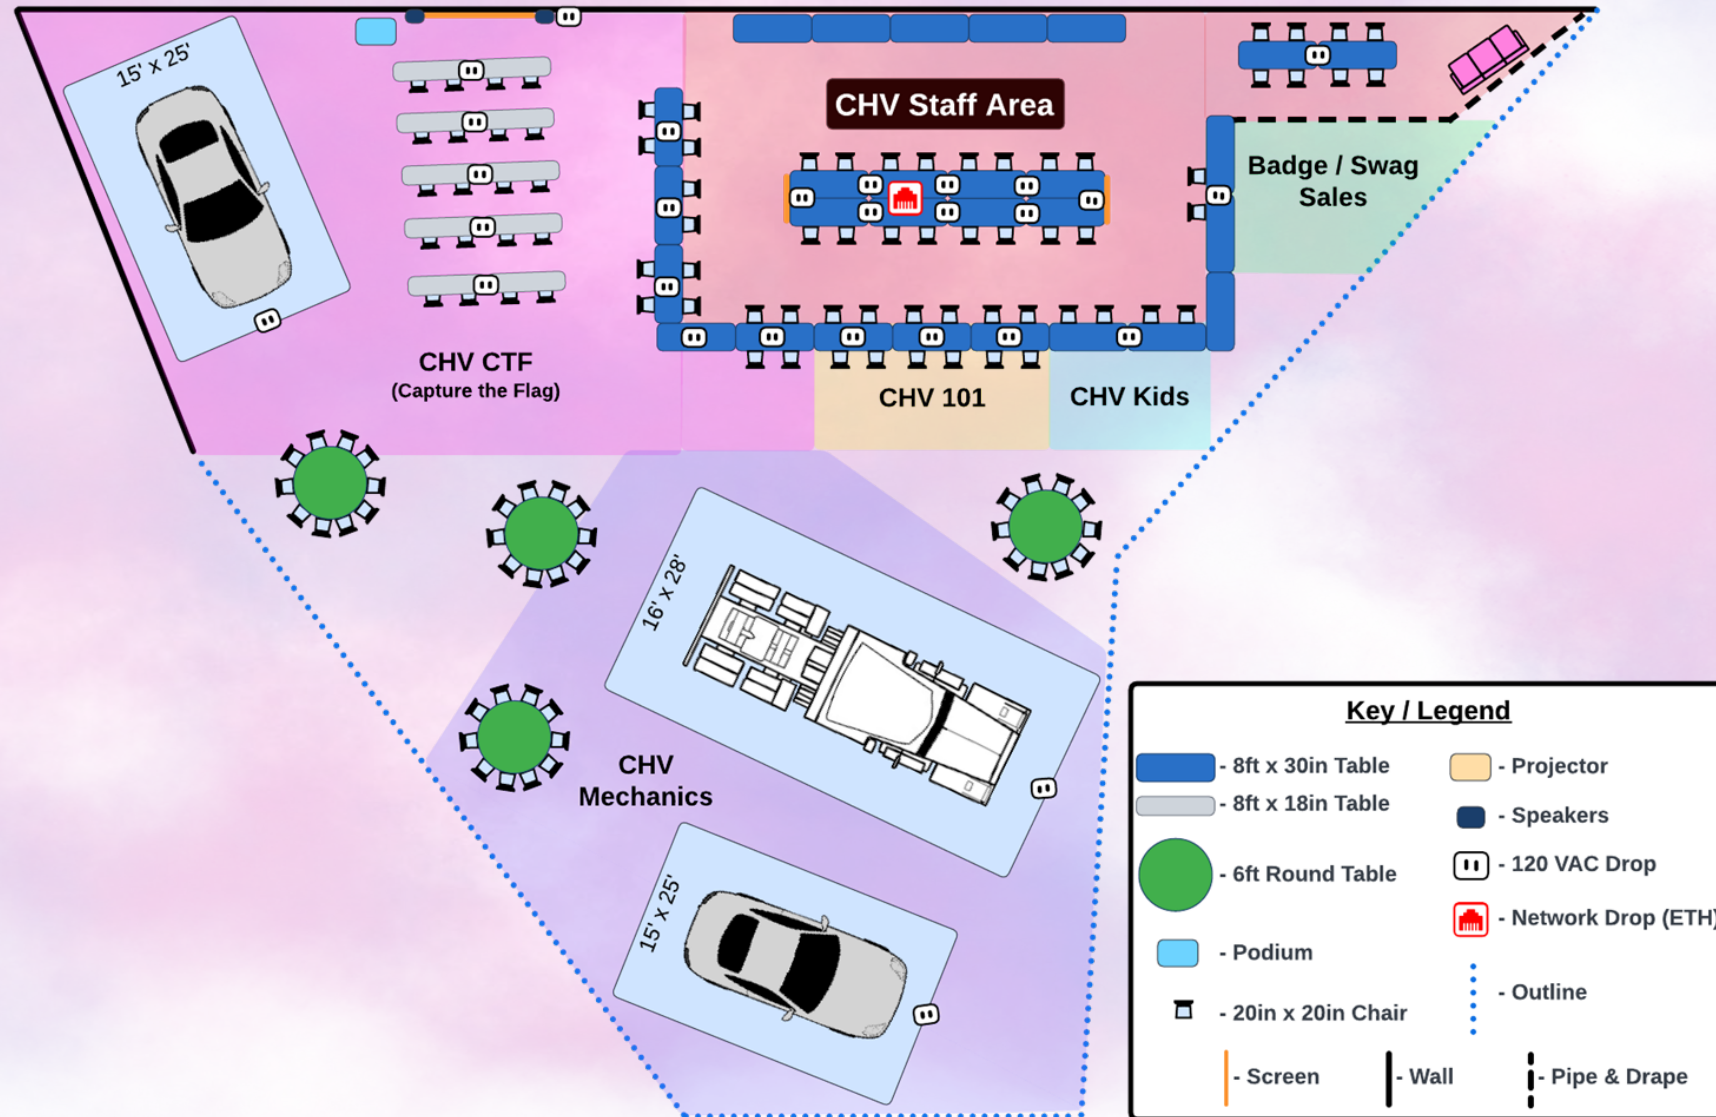 15' x 25'
CHV Staff Area
Badge / Swag
Sales
CHV CTF
(Capture the Flag)
CHV 101
CHV Kids
16' x 28'
CHV
Mechanics
15' x 25'
Key / Legend
- 8ft x 30in Table
- Projector
- 8ft x 18in Table
- Speakers
- 6ft Round Table
- 120 VAC Drop
- Network Drop (ETH)
- Podium
- Outline
- 20in x 20in Chair
- Screen
- Wall
- Pipe & Drape